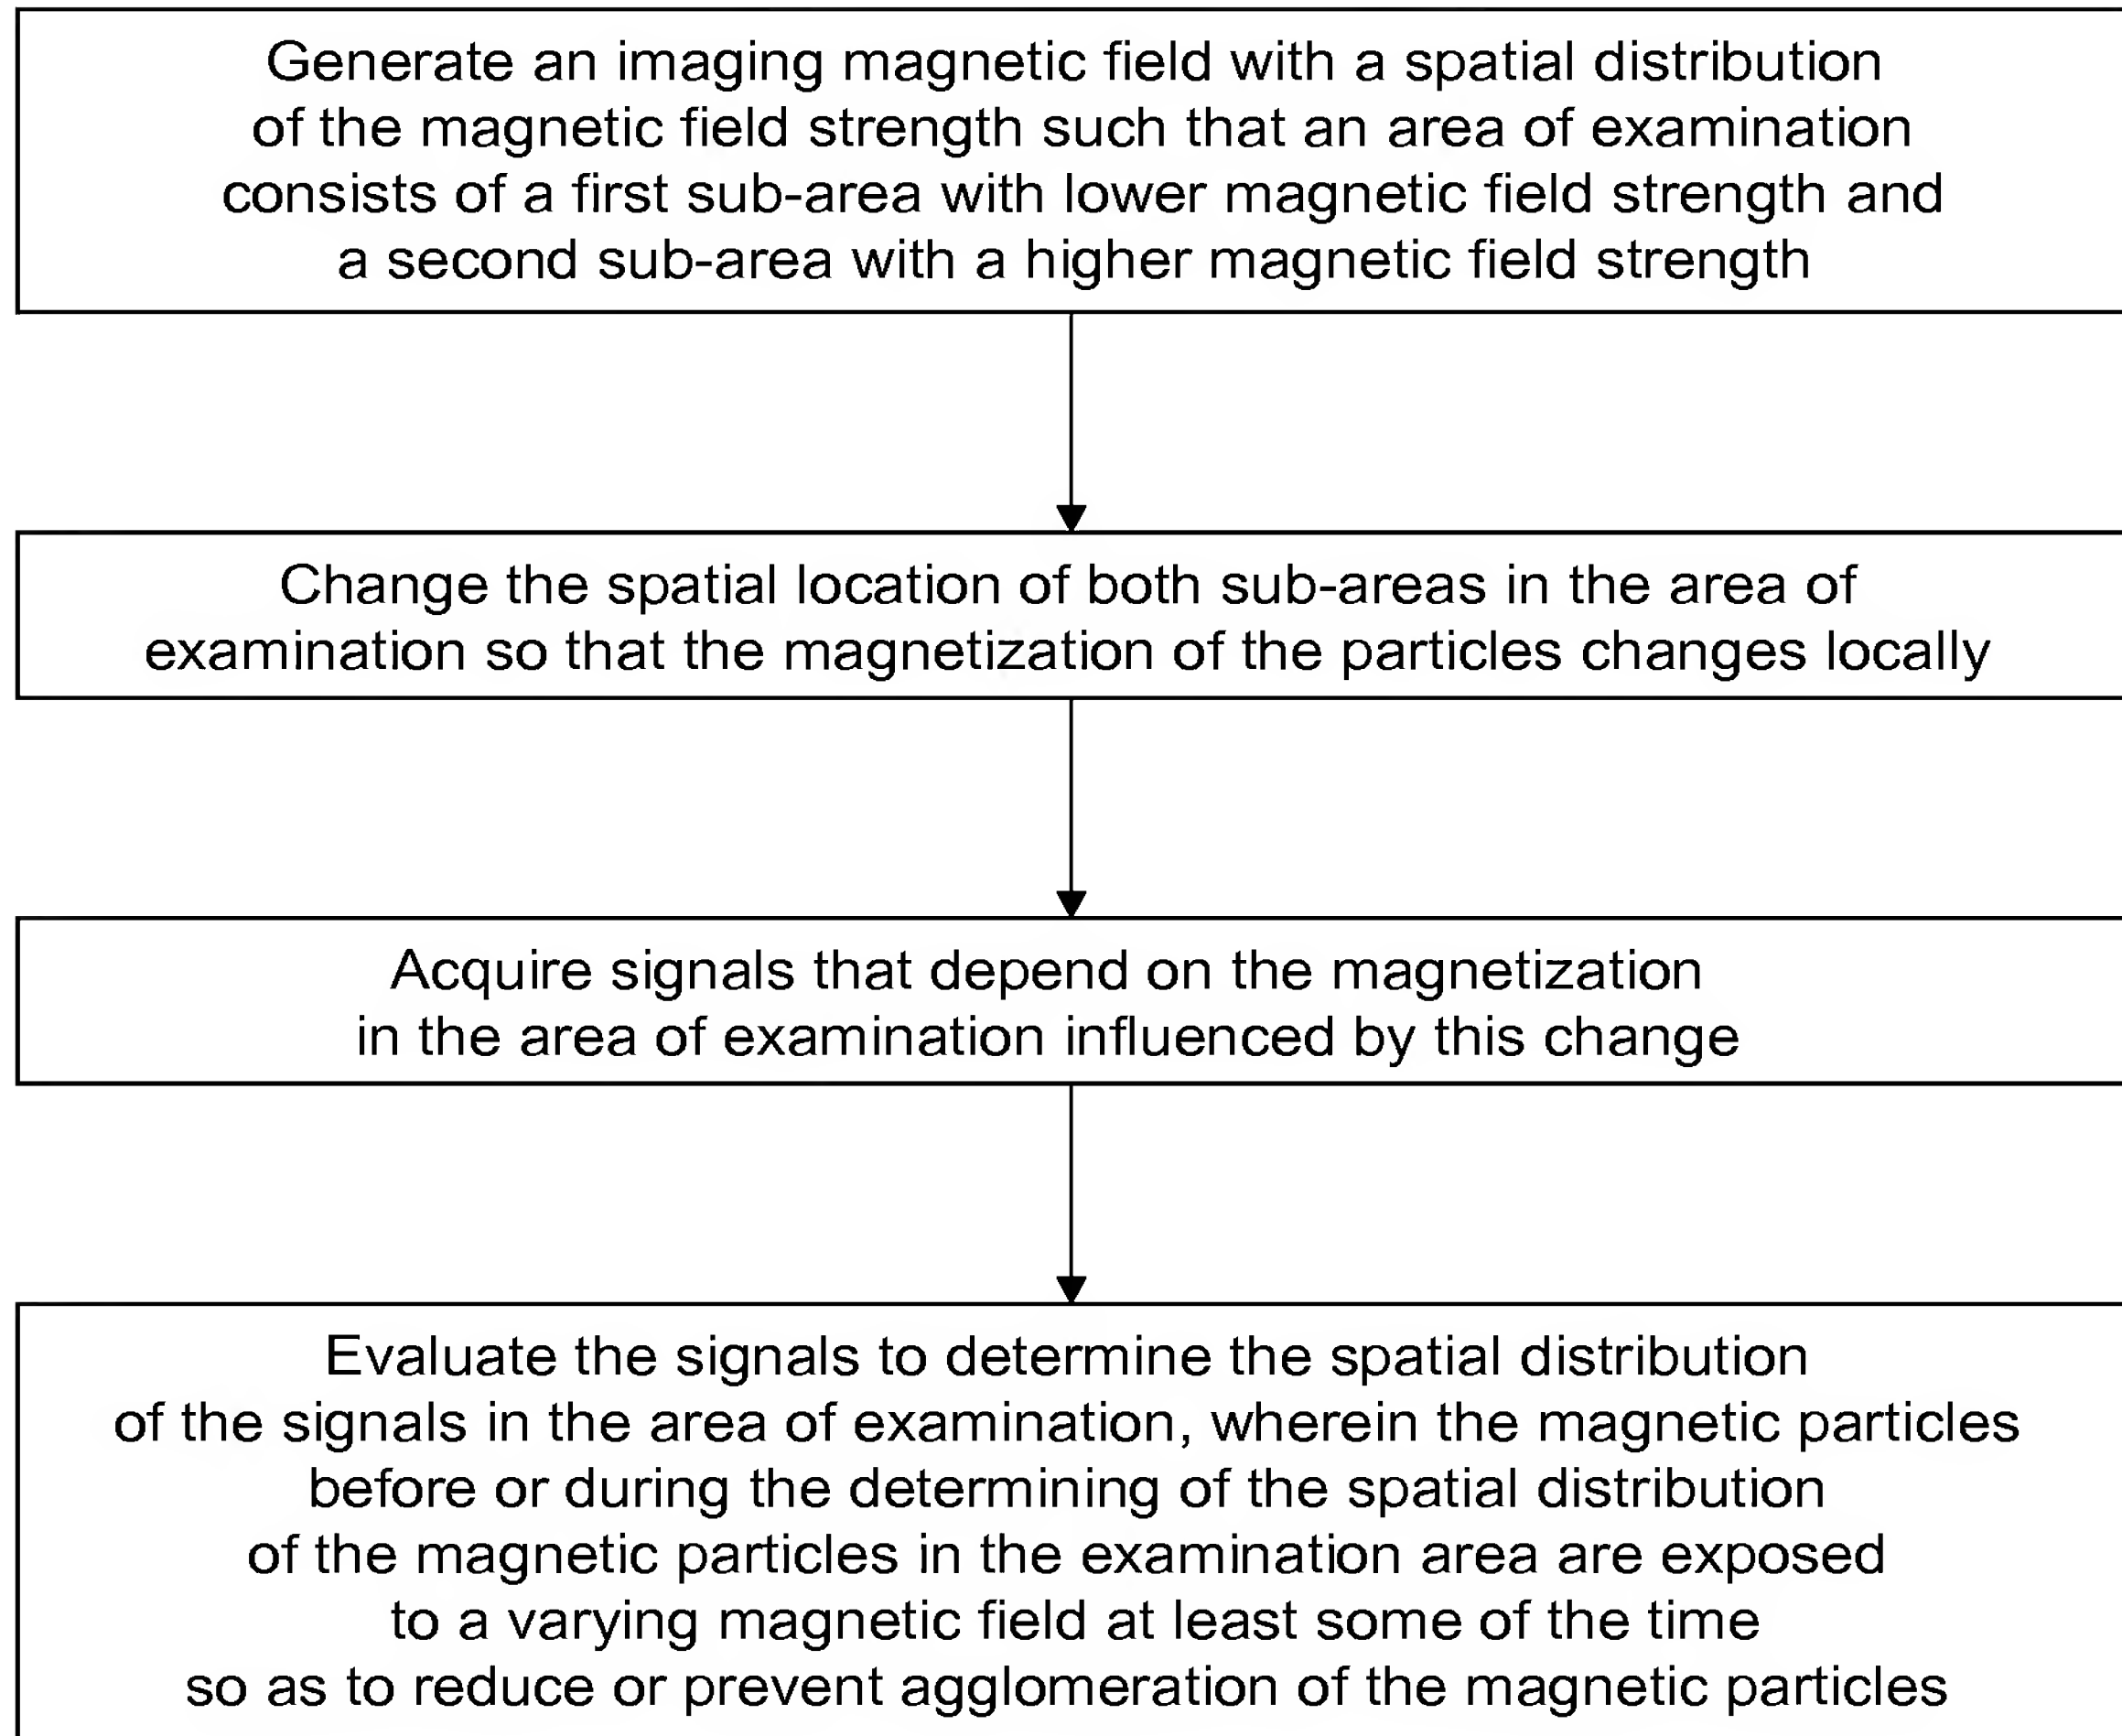 Generate an imaging magnetic field with a spatial distribution
of the magnetic field strength such that an area of examination
consists of a first sub-area with lower magnetic field strength and
a second sub-area with a higher magnetic field strength
Change the spatial location of both sub-areas in the area of
examination so that the magnetization of the particles changes locally
Acquire signals that depend on the magnetization
in the area of examination influenced by this change
Evaluate the signals to determine the spatial distribution
of the signals in the area of examination, wherein the magnetic particles
before or during the determining of the spatial distribution
of the magnetic particles in the examination area are exposed
to a varying magnetic field at least some of the time
so as to reduce or prevent agglomeration of the magnetic particles